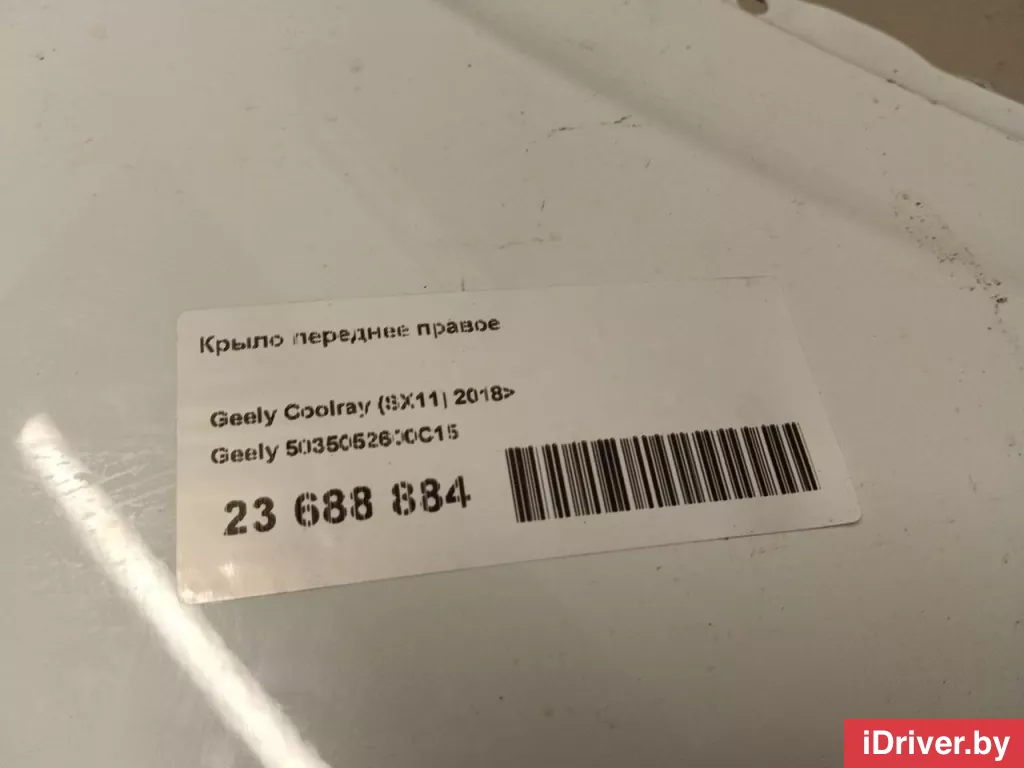 Крыло переднее правое
Geely Coolray (SX11) 2018>
Geely 5035052600C15
23 688 884
iDriver.by